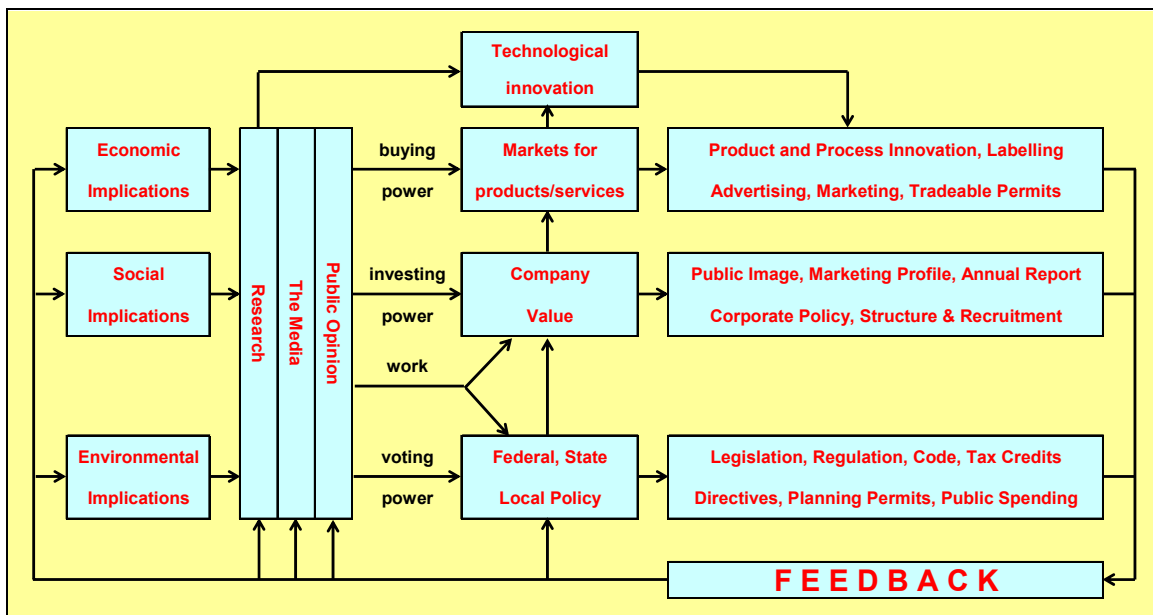 Technological
innovation
Economic
Implications
buying
power
Markets for
products/services
Product and Process Innovation, Labelling
Advertising, Marketing, Tradeable Permits
Social
Implications
Research
The Media
Public Opinion
investing
power
Company
Value
Public Image, Marketing Profile, Annual Report
Corporate Policy, Structure & Recruitment
work
Environmental
Implications
voting
power
Federal, State
Local Policy
Legislation, Regulation, Code, Tax Credits
Directives, Planning Permits, Public Spending
F E E D B A C K